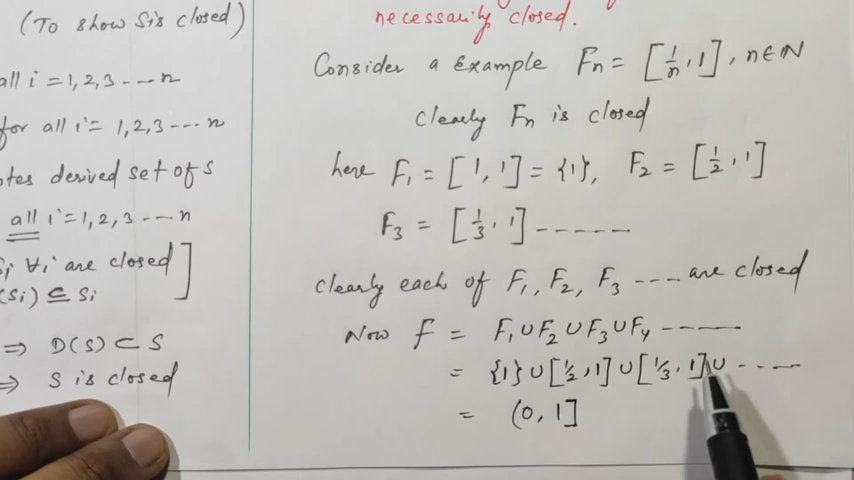 (To show S is closed)
all i = 1,2,3 ---- n
for all i = 1,2,3 ---- n
otes derived set of S
all i = 1,2,3 ---- n
Si ∀i are closed]
(Si) ⊆ Si
⇒ D(S) ⊂ S
⇒ S is closed
necessarily closed.
Consider a Example Fn = [1/n, 1], n∈N
Clearly Fn is closed
here F1 = [1, 1] = {1}, F2 = [1/2, 1]
F3 = [1/3, 1] ------
Clearly each of F1, F2, F3 ---- are closed
Now F = F1 ∪ F2 ∪ F3 ∪ F4 ------
= {1} ∪ [1/2, 1] ∪ [1/3, 1] ∪ ----
= (0, 1]